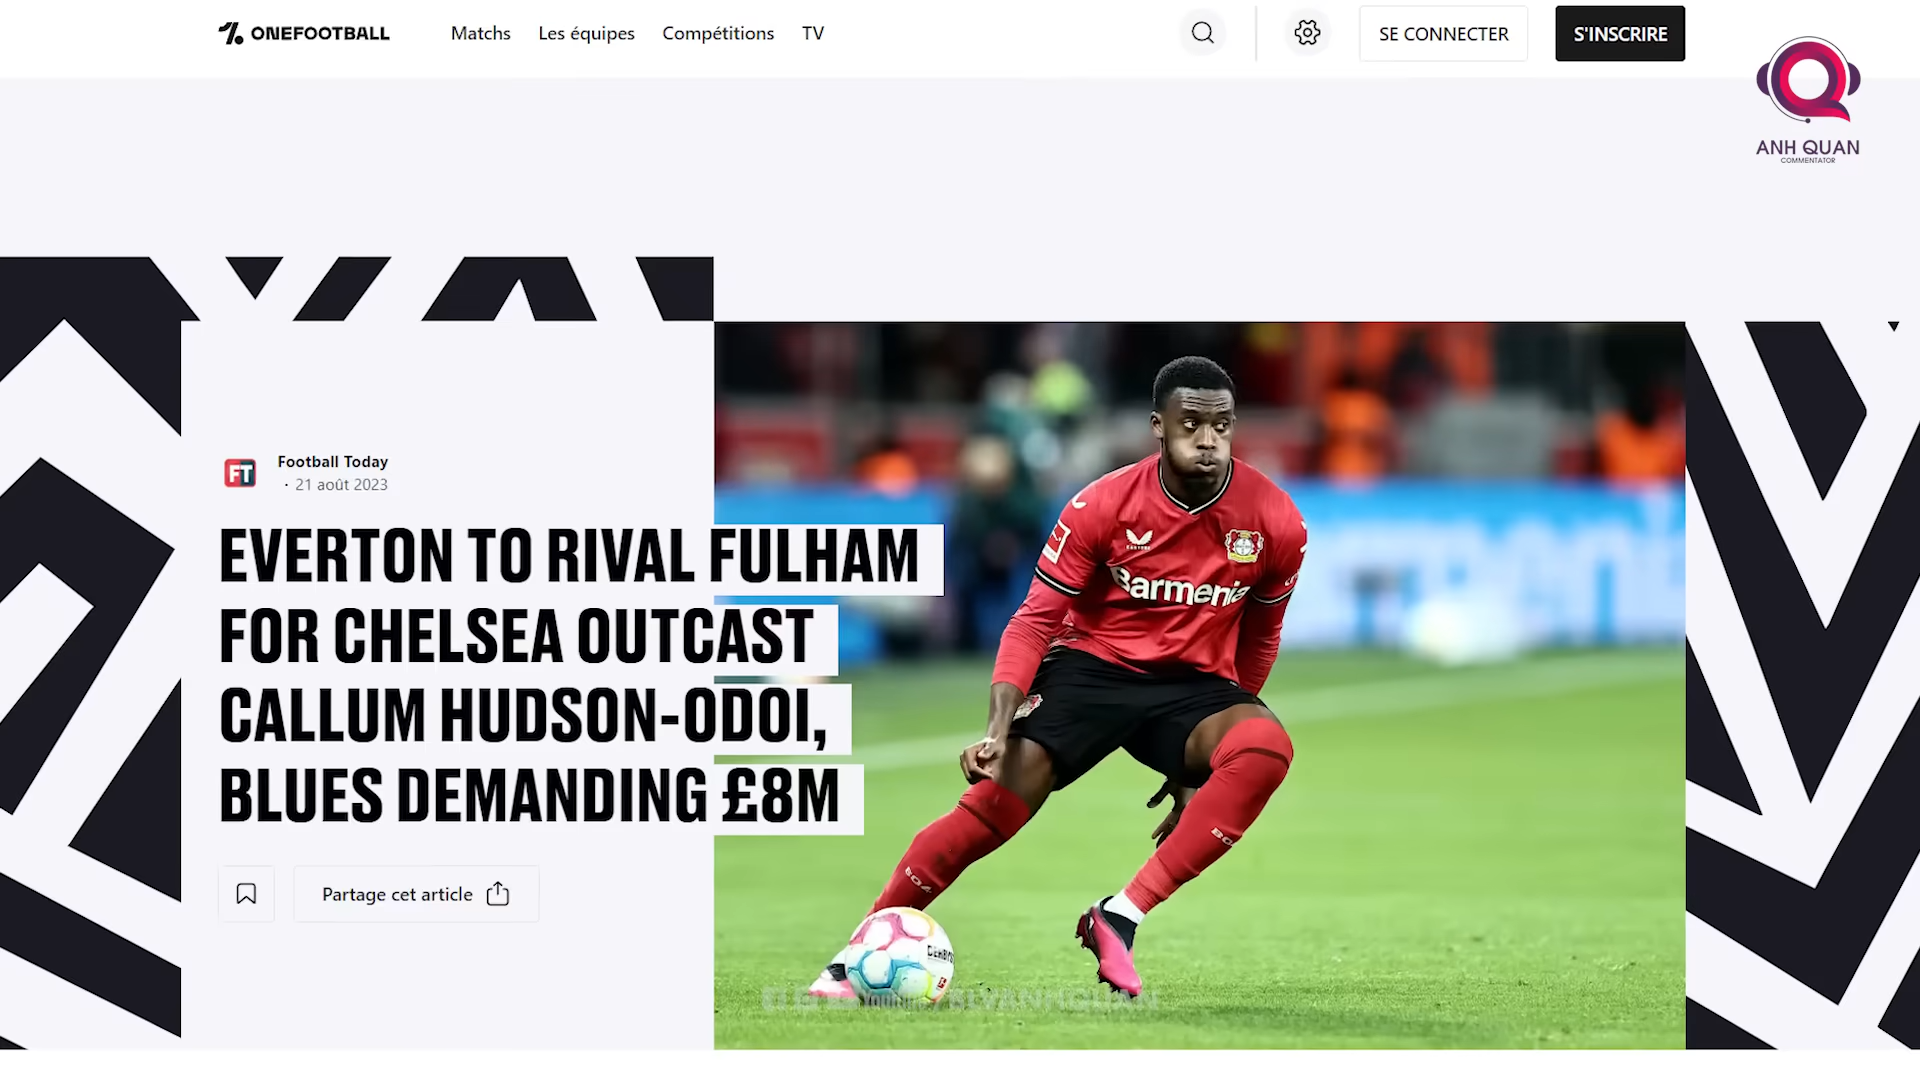 ONEFOOTBALL
Matchs
Les équipes
Compétitions
TV
SE CONNECTER
S'INSCRIRE
ANH QUAN
COMMENTATOR
FT
Football Today
· 21 août 2023
EVERTON TO RIVAL FULHAM
FOR CHELSEA OUTCAST
CALLUM HUDSON-ODOI,
BLUES DEMANDING £8M
Partage cet article
Barmenia